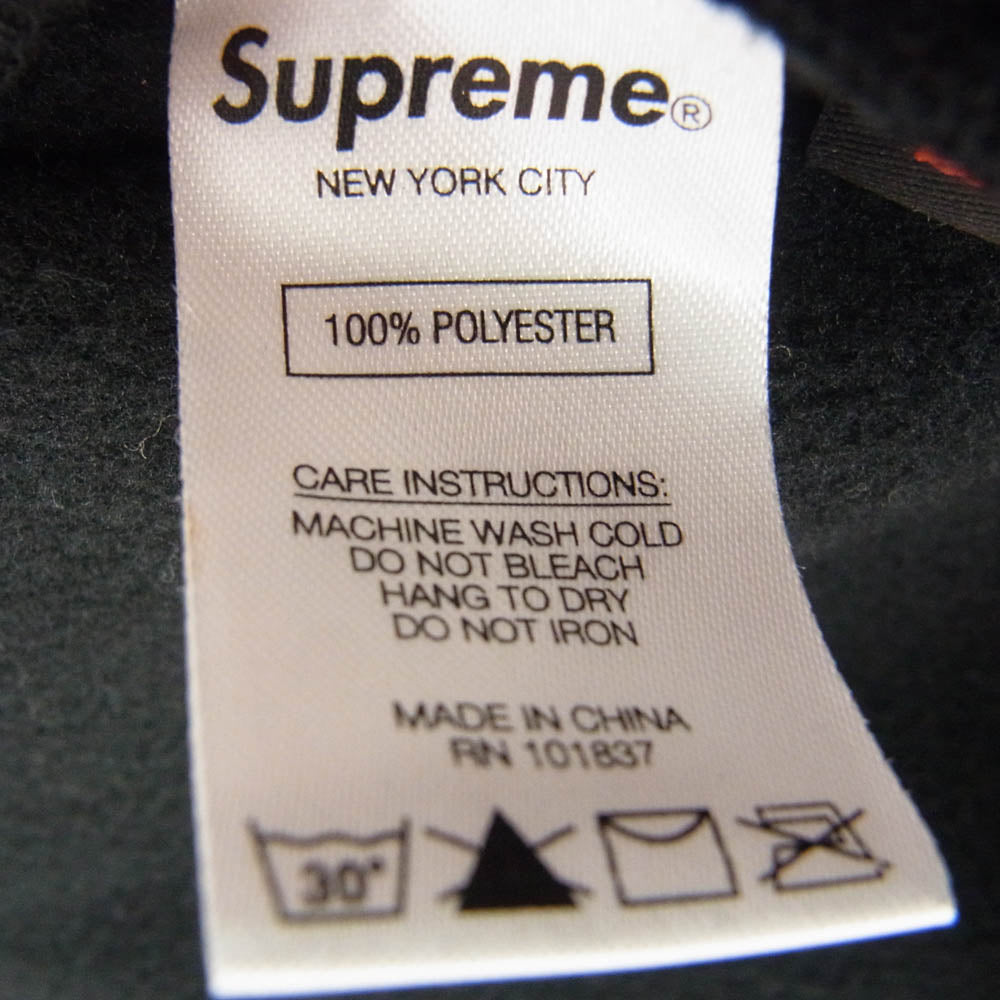 Supreme®
NEW YORK CITY
100% POLYESTER
CARE INSTRUCTIONS:
MACHINE WASH COLD
DO NOT BLEACH
HANG TO DRY
DO NOT IRON
MADE IN CHINA
RN 101837
30°